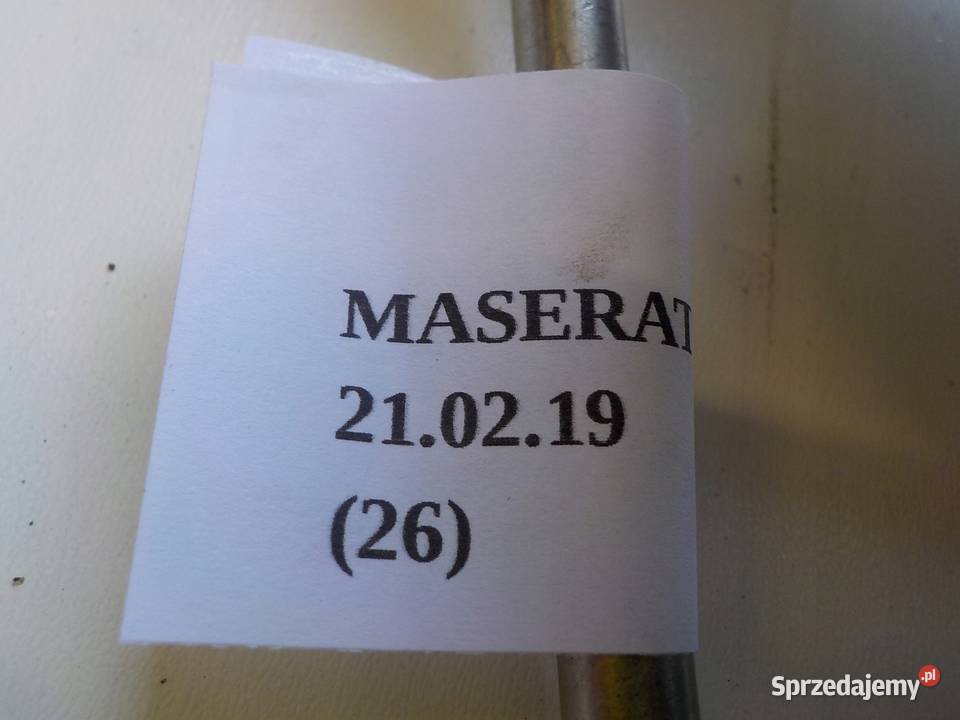 MASERAT
21.02.19
(26)
Sprzedajemy.pl